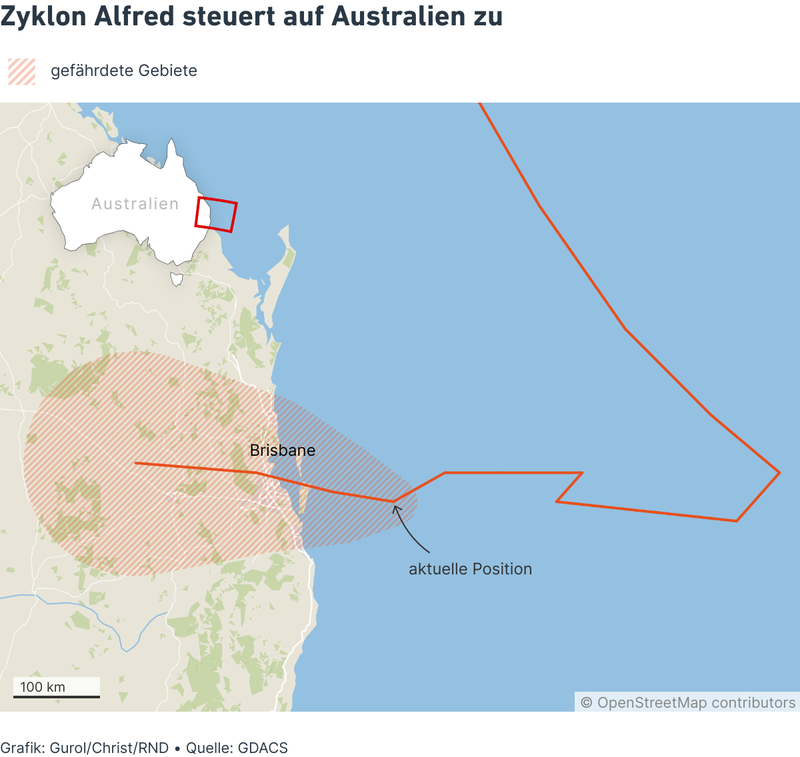 Zyklon Alfred steuert auf Australien zu
gefährdete Gebiete
Australien
Brisbane
aktuelle Position
100 km
© OpenStreetMap contributors
Grafik: Gurol/Christ/RND • Quelle: GDACS